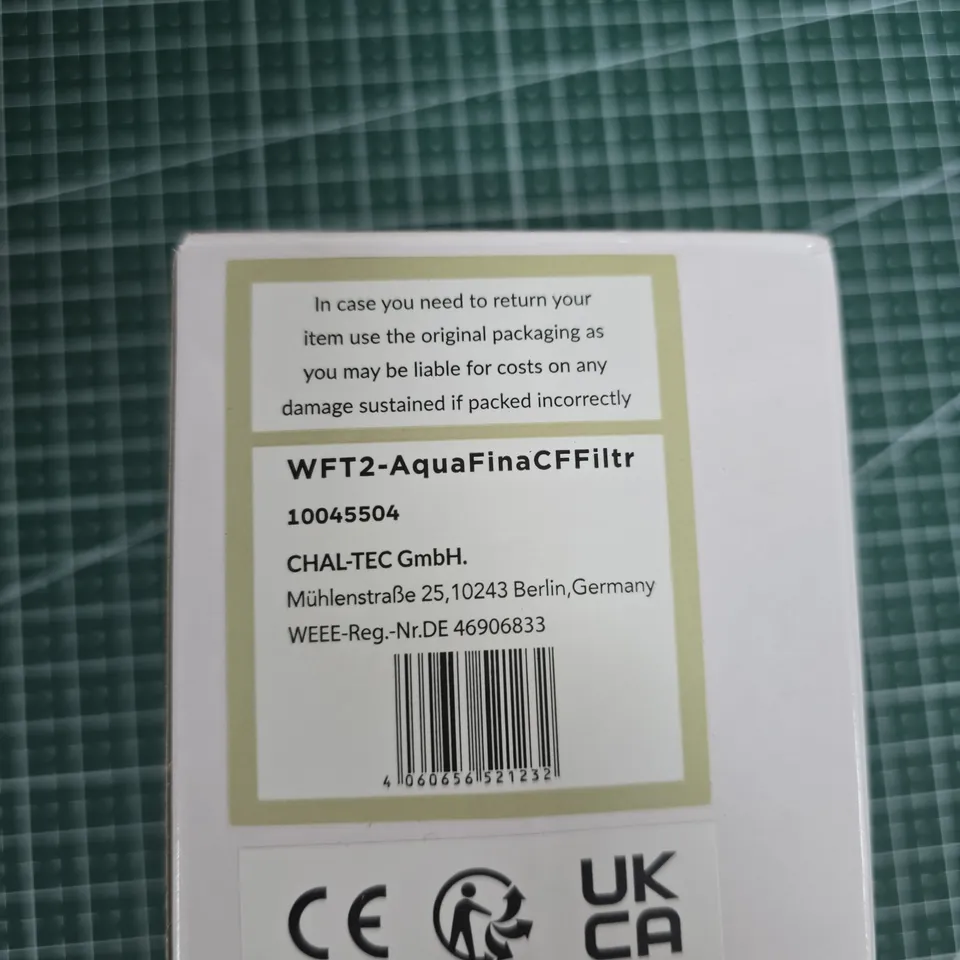 In case you need to return your
item use the original packaging as
you may be liable for costs on any
damage sustained if packed incorrectly
WFT2-AquaFinaCFFiltr
10045504
CHAL-TEC GmbH.
Mühlenstraße 25,10243 Berlin,Germany
WEEE-Reg.-Nr.DE 46906833
4 060656 521232
CE
UK
CA